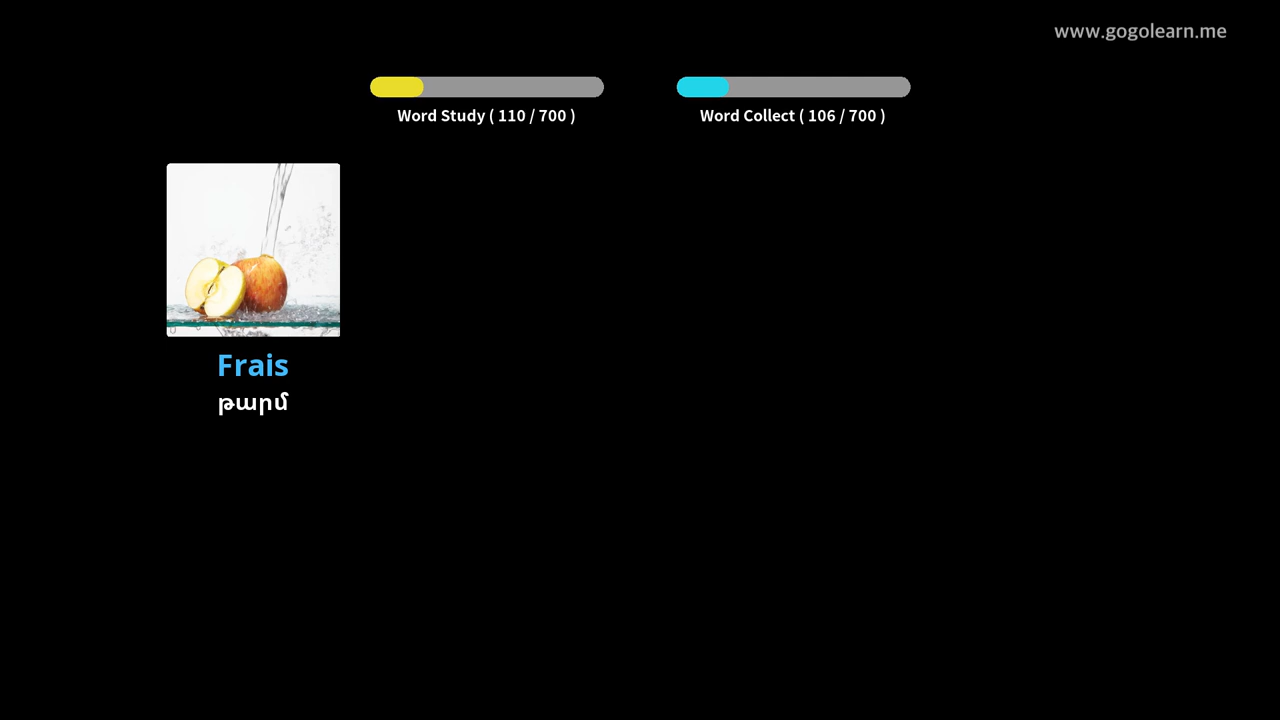 www.gogolearn.me
Word Study ( 110 / 700 )
Word Collect ( 106 / 700 )
Frais
թարմ